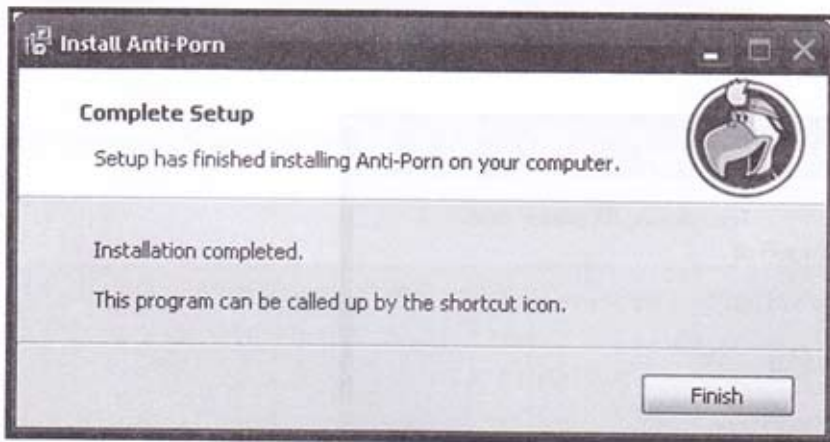 Install Anti-Porn
Complete Setup
Setup has finished installing Anti-Porn on your computer.
Installation completed.
This program can be called up by the shortcut icon.
Finish